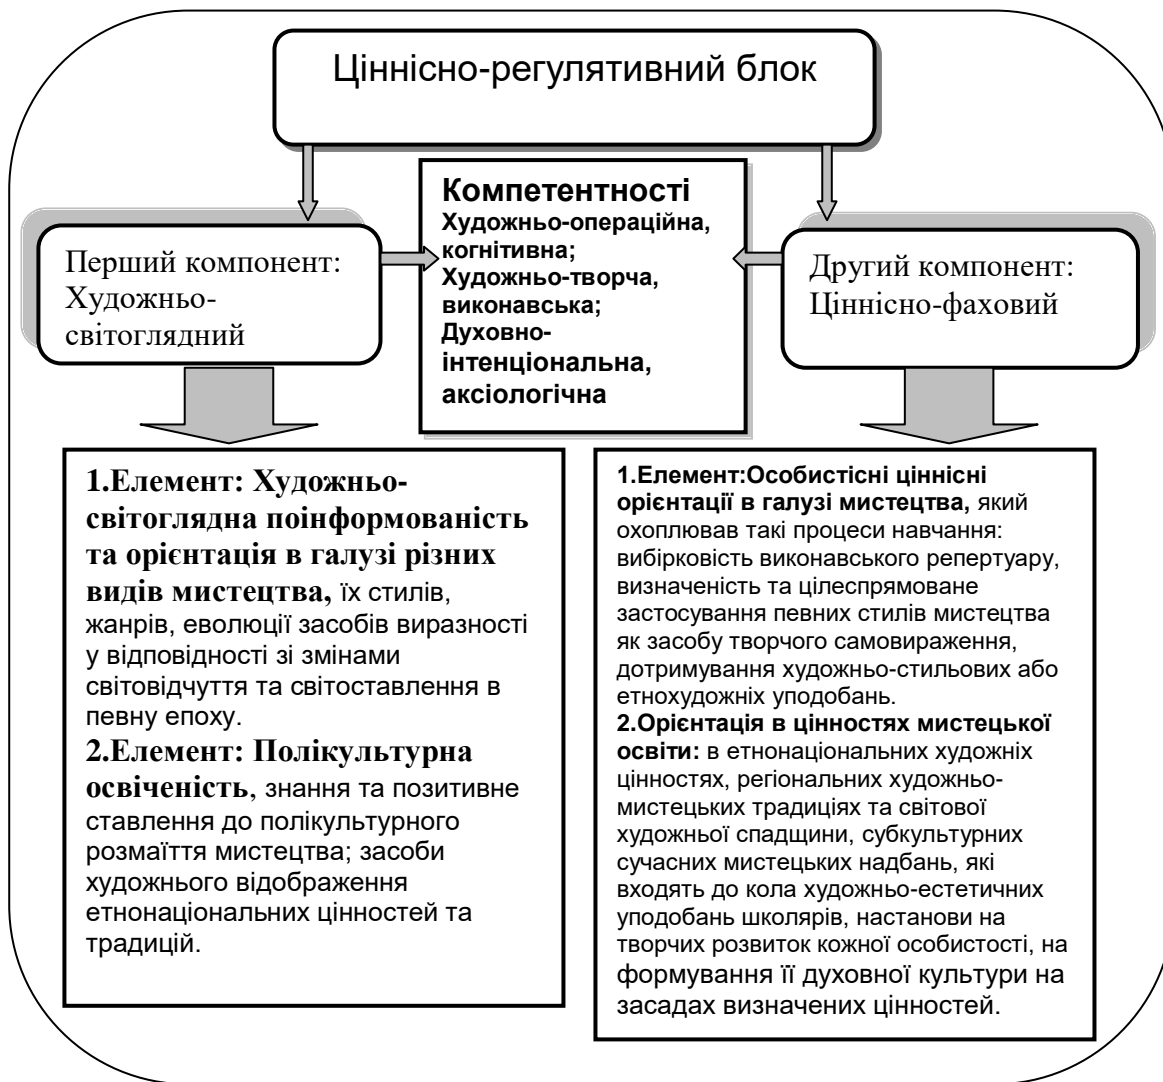 Ціннісно-регулятивний блок
Компетентності
Художньо-операційна,
когнітивна;
Художньо-творча,
виконавська;
Духовно-
інтенціональна,
аксіологічна
Перший компонент:
Художньо-
світоглядний
Другий компонент:
Ціннісно-фаховий
1.Елемент: Художньо-
світоглядна поінформованість
та орієнтація в галузі різних
видів мистецтва, їх стилів,
жанрів, еволюції засобів виразності
у відповідності зі змінами
світовідчуття та світоставлення в
певну епоху.
2.Елемент: Полікультурна
освіченість, знання та позитивне
ставлення до полікультурного
розмаїття мистецтва; засоби
художнього відображення
етнонаціональних цінностей та
традицій.
1.Елемент:Особистісні ціннісні
орієнтації в галузі мистецтва, який
охоплював такі процеси навчання:
вибірковість виконавського репертуару,
визначеність та цілеспрямоване
застосування певних стилів мистецтва
як засобу творчого самовираження,
дотримування художньо-стильових або
етнохудожніх уподобань.
2.Орієнтація в цінностях мистецької
освіти: в етнонаціональних художніх
цінностях, регіональних художньо-
мистецьких традиціях та світової
художньої спадщини, субкультурних
сучасних мистецьких надбань, які
входять до кола художньо-естетичних
уподобань школярів, настанови на
творчих розвиток кожної особистості, на
формування її духовної культури на
засадах визначених цінностей.